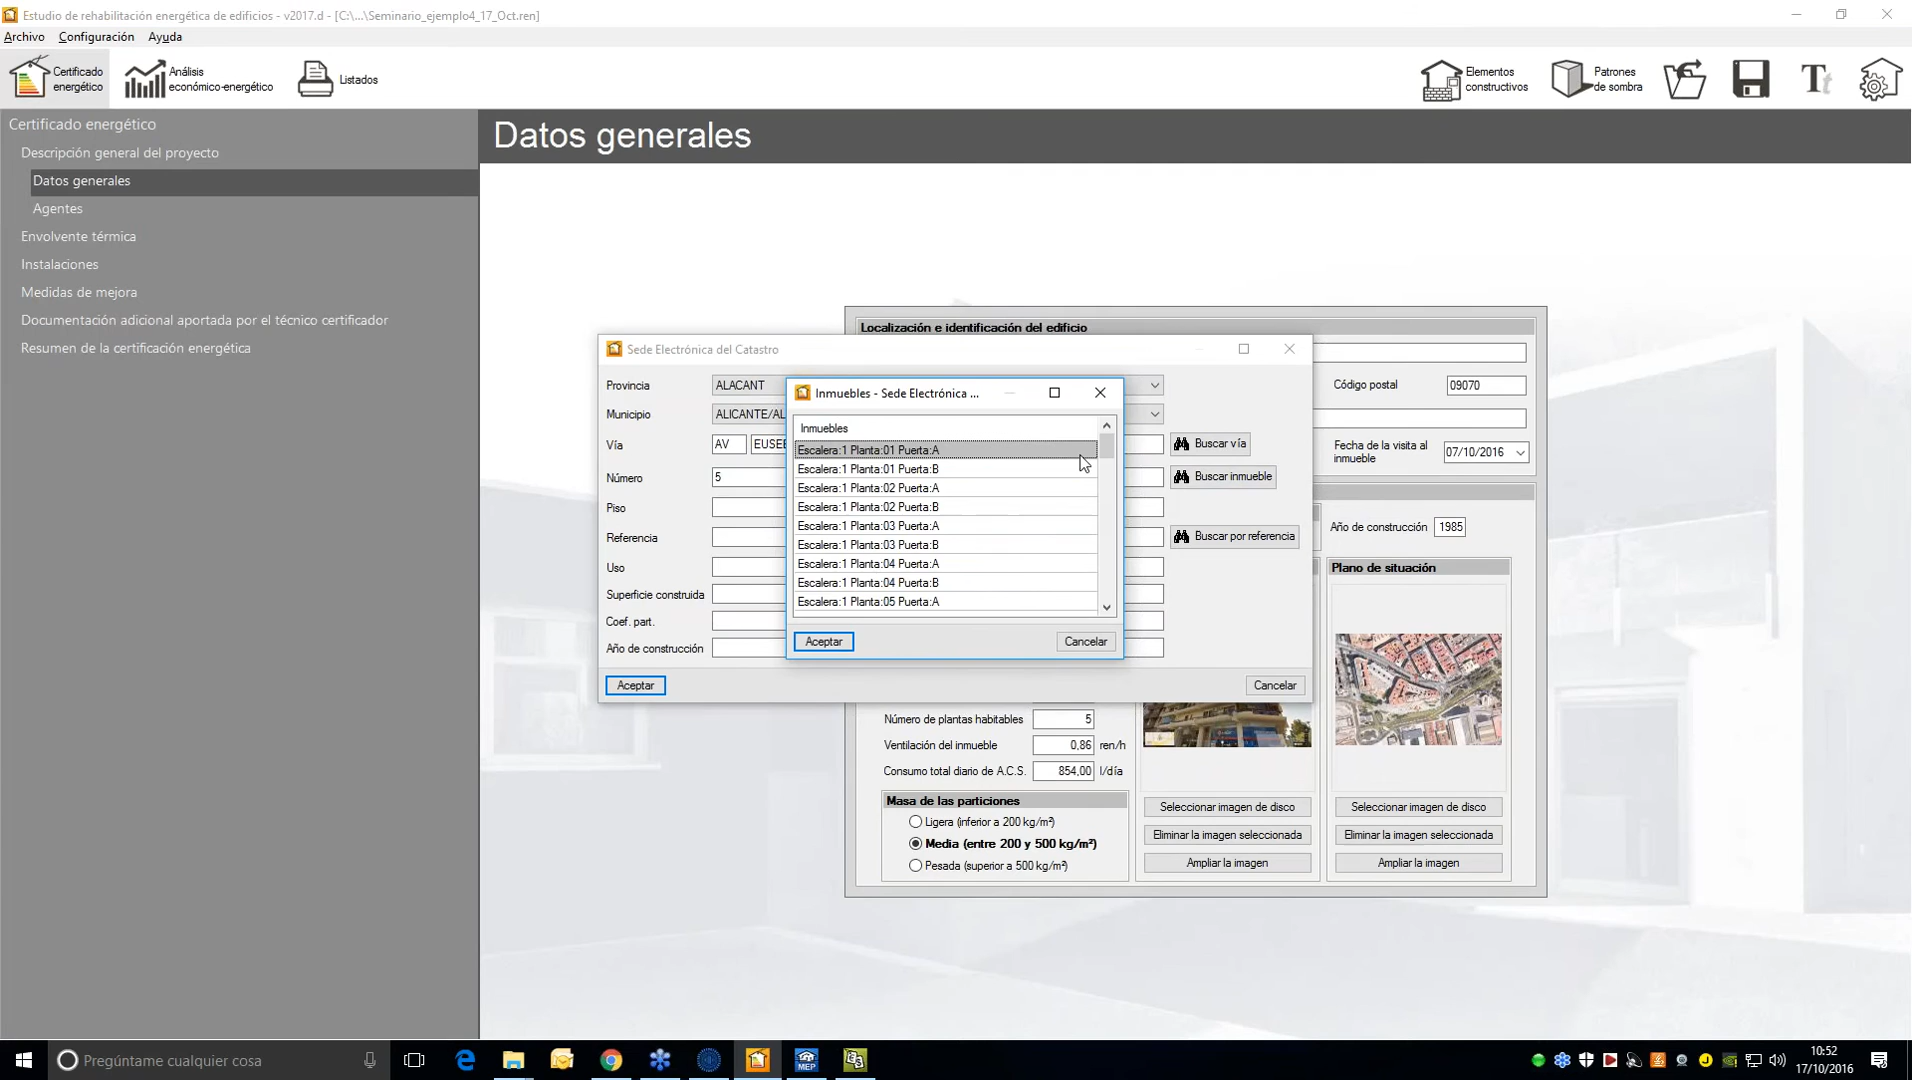 Estudio de rehabilitación energética de edificios - v2017.d - [C:\...\Seminario_ejemplo4_17_Oct.ren]
Archivo Configuración Ayuda
Certificado energético
Análisis económico-energético
Listados
Elementos constructivos
Patrones de sombra
Certificado energético
Descripción general del proyecto
Datos generales
Agentes
Envolvente térmica
Instalaciones
Medidas de mejora
Documentación adicional aportada por el técnico certificador
Resumen de la certificación energética
Datos generales
Localización e identificación del edificio
Código postal 09070
Fecha de la visita al inmueble 07/10/2016
Año de construcción 1985
Plano de situación
Sede Electrónica del Catastro
Provincia ALACANT
Municipio ALICANTE/AL
Vía AV EUSEB
Buscar vía
Número 5
Buscar inmueble
Piso
Referencia
Buscar por referencia
Uso
Superficie construida
Coef. part.
Año de construcción
Aceptar Cancelar
Inmuebles - Sede Electrónica ...
Inmuebles
Escalera:1 Planta:01 Puerta:A
Escalera:1 Planta:01 Puerta:B
Escalera:1 Planta:02 Puerta:A
Escalera:1 Planta:02 Puerta:B
Escalera:1 Planta:03 Puerta:A
Escalera:1 Planta:03 Puerta:B
Escalera:1 Planta:04 Puerta:A
Escalera:1 Planta:04 Puerta:B
Escalera:1 Planta:05 Puerta:A
Aceptar Cancelar
Número de plantas habitables 5
Ventilación del inmueble 0,86 ren/h
Consumo total diario de A.C.S. 854,00 l/día
Masa de las particiones
Ligera (inferior a 200 kg/m²)
Media (entre 200 y 500 kg/m²)
Pesada (superior a 500 kg/m²)
Seleccionar imagen de disco
Eliminar la imagen seleccionada
Ampliar la imagen
Seleccionar imagen de disco
Eliminar la imagen seleccionada
Ampliar la imagen
Pregúntame cualquier cosa
MEP
10:52
17/10/2016